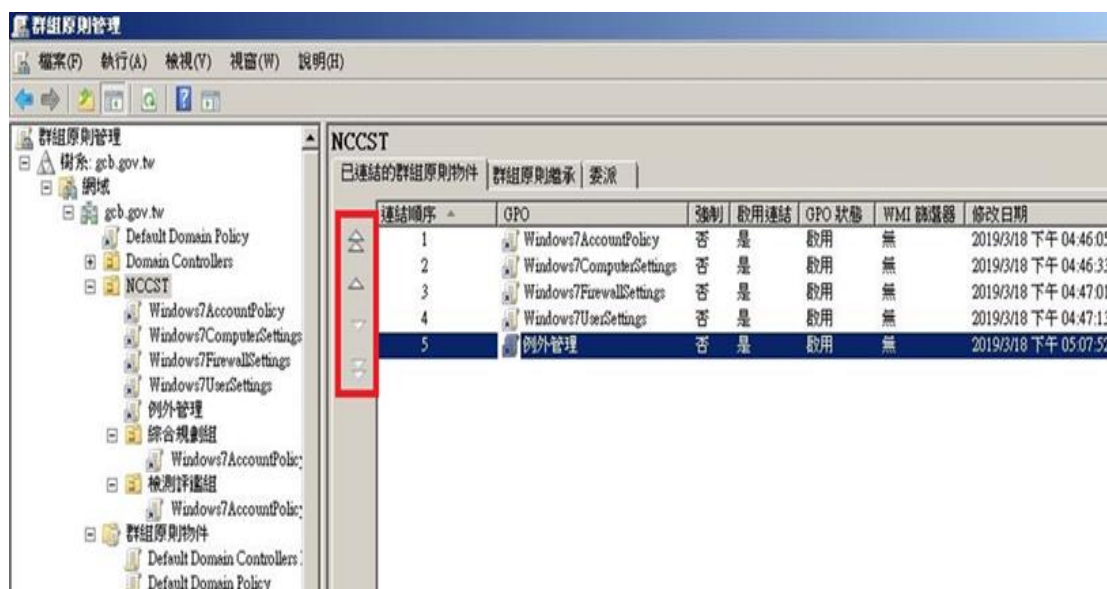 群組原則管理
檔案(F) 執行(A) 檢視(V) 視窗(W) 說明(H)
群組原則管理
樹系: gcb.gov.tw
網域
gcb.gov.tw
Default Domain Policy
Domain Controllers
NCCST
Windows7AccountPolicy
Windows7ComputerSettings
Windows7FirewallSettings
Windows7UserSettings
例外管理
綜合規劃組
Windows7AccountPolic
檢測評鑑組
Windows7AccountPolic
群組原則物件
Default Domain Controllers
Default Domain Policy
NCCST
已連結的群組原則物件 群組原則繼承 委派
連結順序 GPO 強制 啟用連結 GPO 狀態 WMI 篩選器 修改日期
1 Windows7AccountPolicy 否 是 啟用 無 2019/3/18 下午 04:46:05
2 Windows7ComputerSettings 否 是 啟用 無 2019/3/18 下午 04:46:33
3 Windows7FirewallSettings 否 是 啟用 無 2019/3/18 下午 04:47:01
4 Windows7UserSettings 否 是 啟用 無 2019/3/18 下午 04:47:13
5 例外管理 否 是 啟用 無 2019/3/18 下午 05:07:52